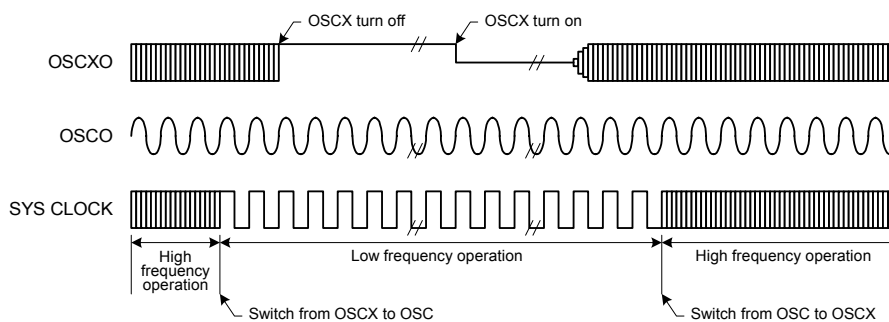 OSCX turn off
OSCX turn on
OSCXO
OSCO
SYS CLOCK
High
frequency
operation
Low frequency operation
High frequency operation
Switch from OSCX to OSC
Switch from OSC to OSCX